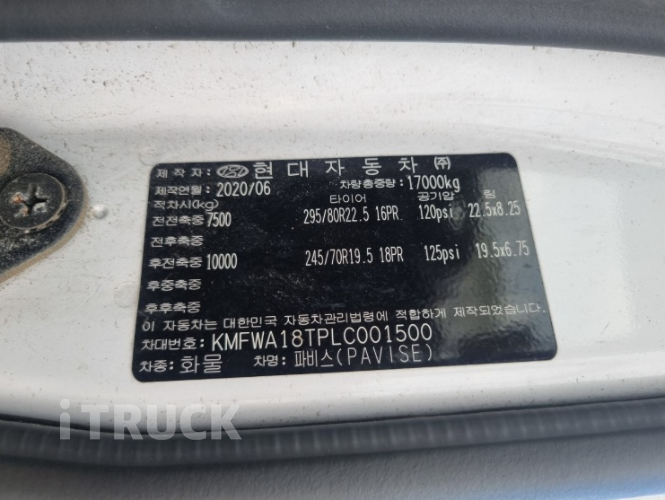 제 작 자: 현 대 자 동 차 ㈜
제작연월: 2020/06 차량총중량: 17000kg
적차시(kg) 타이어 공기압 림
전전축중 7500 295/80R22.5 16PR 120psi 22.5x8.25
전후축중
후전축중 10000 245/70R19.5 18PR 125psi 19.5x6.75
후중축중
후후축중
이 자동차는 대한민국 자동차관리법령에 적합하게 제작되었습니다.
차대번호: KMFWA18TPLC001500
차종: 화물 차명: 파비스(PAVISE)
iTRUCK